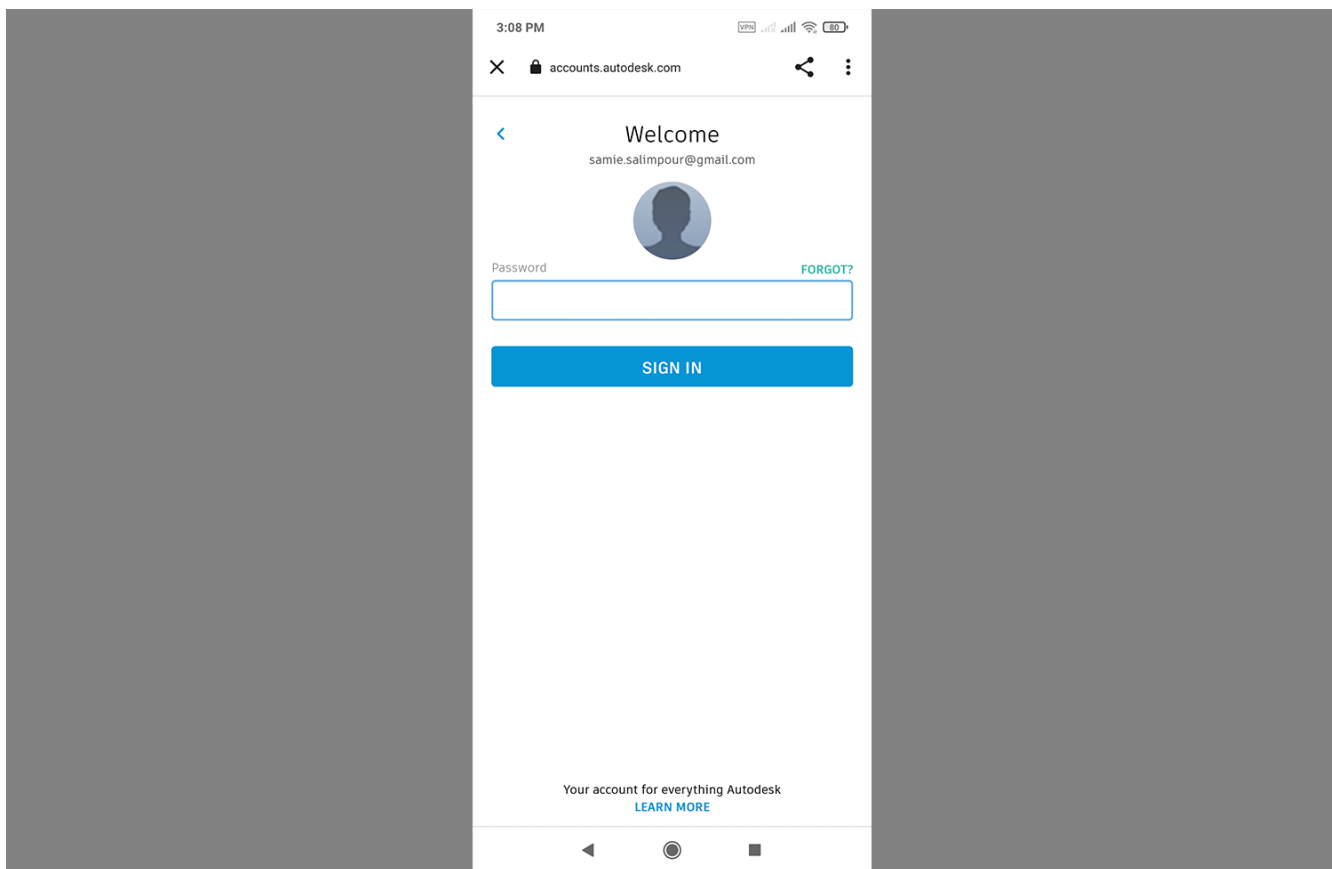 3:08 PM VPN 80
accounts.autodesk.com
Welcome
samie.salimpour@gmail.com
Password FORGOT?
SIGN IN
Your account for everything Autodesk
LEARN MORE